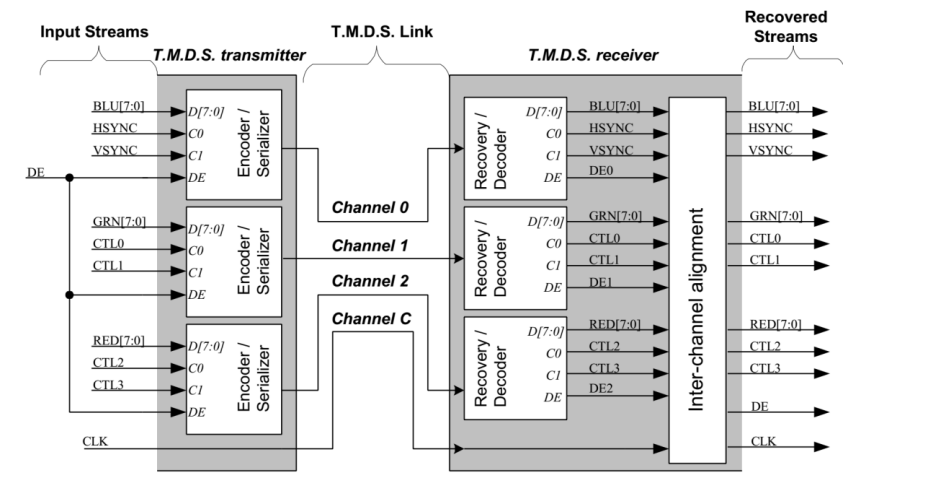 Input Streams
T.M.D.S. Link
Recovered
Streams
T.M.D.S. transmitter
T.M.D.S. receiver
BLU[7:0]
HSYNC
VSYNC
DE
GRN[7:0]
CTL0
CTL1
RED[7:0]
CTL2
CTL3
CLK
D[7:0]
C0
C1
DE
Encoder /
Serializer
D[7:0]
C0
C1
DE
Encoder /
Serializer
D[7:0]
C0
C1
DE
Encoder /
Serializer
Channel 0
Channel 1
Channel 2
Channel C
Recovery /
Decoder
D[7:0]
C0
C1
DE
Recovery /
Decoder
D[7:0]
C0
C1
DE
Recovery /
Decoder
D[7:0]
C0
C1
DE
BLU[7:0]
HSYNC
VSYNC
DE0
GRN[7:0]
CTL0
CTL1
DE1
RED[7:0]
CTL2
CTL3
DE2
Inter-channel alignment
BLU[7:0]
HSYNC
VSYNC
GRN[7:0]
CTL0
CTL1
RED[7:0]
CTL2
CTL3
DE
CLK